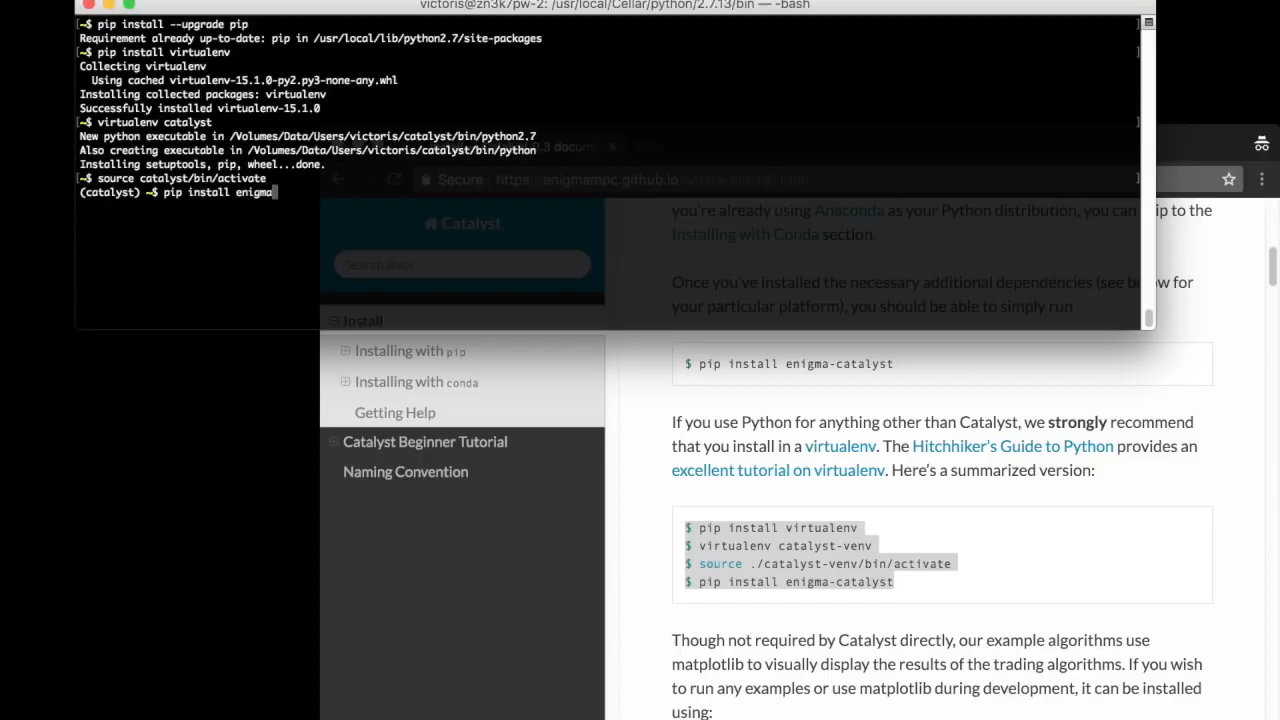 victoris@zn3k/pw-2: /usr/local/Cellar/python/2.7.13/bin — -bash
[~$ pip install --upgrade pip ]
Requirement already up-to-date: pip in /usr/local/lib/python2.7/site-packages
[~$ pip install virtualenv ]
Collecting virtualenv
Using cached virtualenv-15.1.0-py2.py3-none-any.whl
Installing collected packages: virtualenv
Successfully installed virtualenv-15.1.0
[~$ virtualenv catalyst ]
New python executable in /Volumes/Data/Users/victoris/catalyst/bin/python2.7
Also creating executable in /Volumes/Data/Users/victoris/catalyst/bin/python
Installing setuptools, pip, wheel...done.
[~$ source catalyst/bin/activate ]
(catalyst) ~$ pip install enigma
Secure https://enigmampc.github.io
Catalyst
Search docs
Install
Installing with pip
Installing with conda
Getting Help
Catalyst Beginner Tutorial
Naming Convention
you're already using Anaconda as your Python distribution, you can skip to the
Installing with Conda section.
Once you've installed the necessary additional dependencies (see below for
your particular platform), you should be able to simply run
$ pip install enigma-catalyst
If you use Python for anything other than Catalyst, we strongly recommend
that you install in a virtualenv. The Hitchhiker's Guide to Python provides an
excellent tutorial on virtualenv. Here's a summarized version:
$ pip install virtualenv
$ virtualenv catalyst-venv
$ source ./catalyst-venv/bin/activate
$ pip install enigma-catalyst
Though not required by Catalyst directly, our example algorithms use
matplotlib to visually display the results of the trading algorithms. If you wish
to run any examples or use matplotlib during development, it can be installed
using: